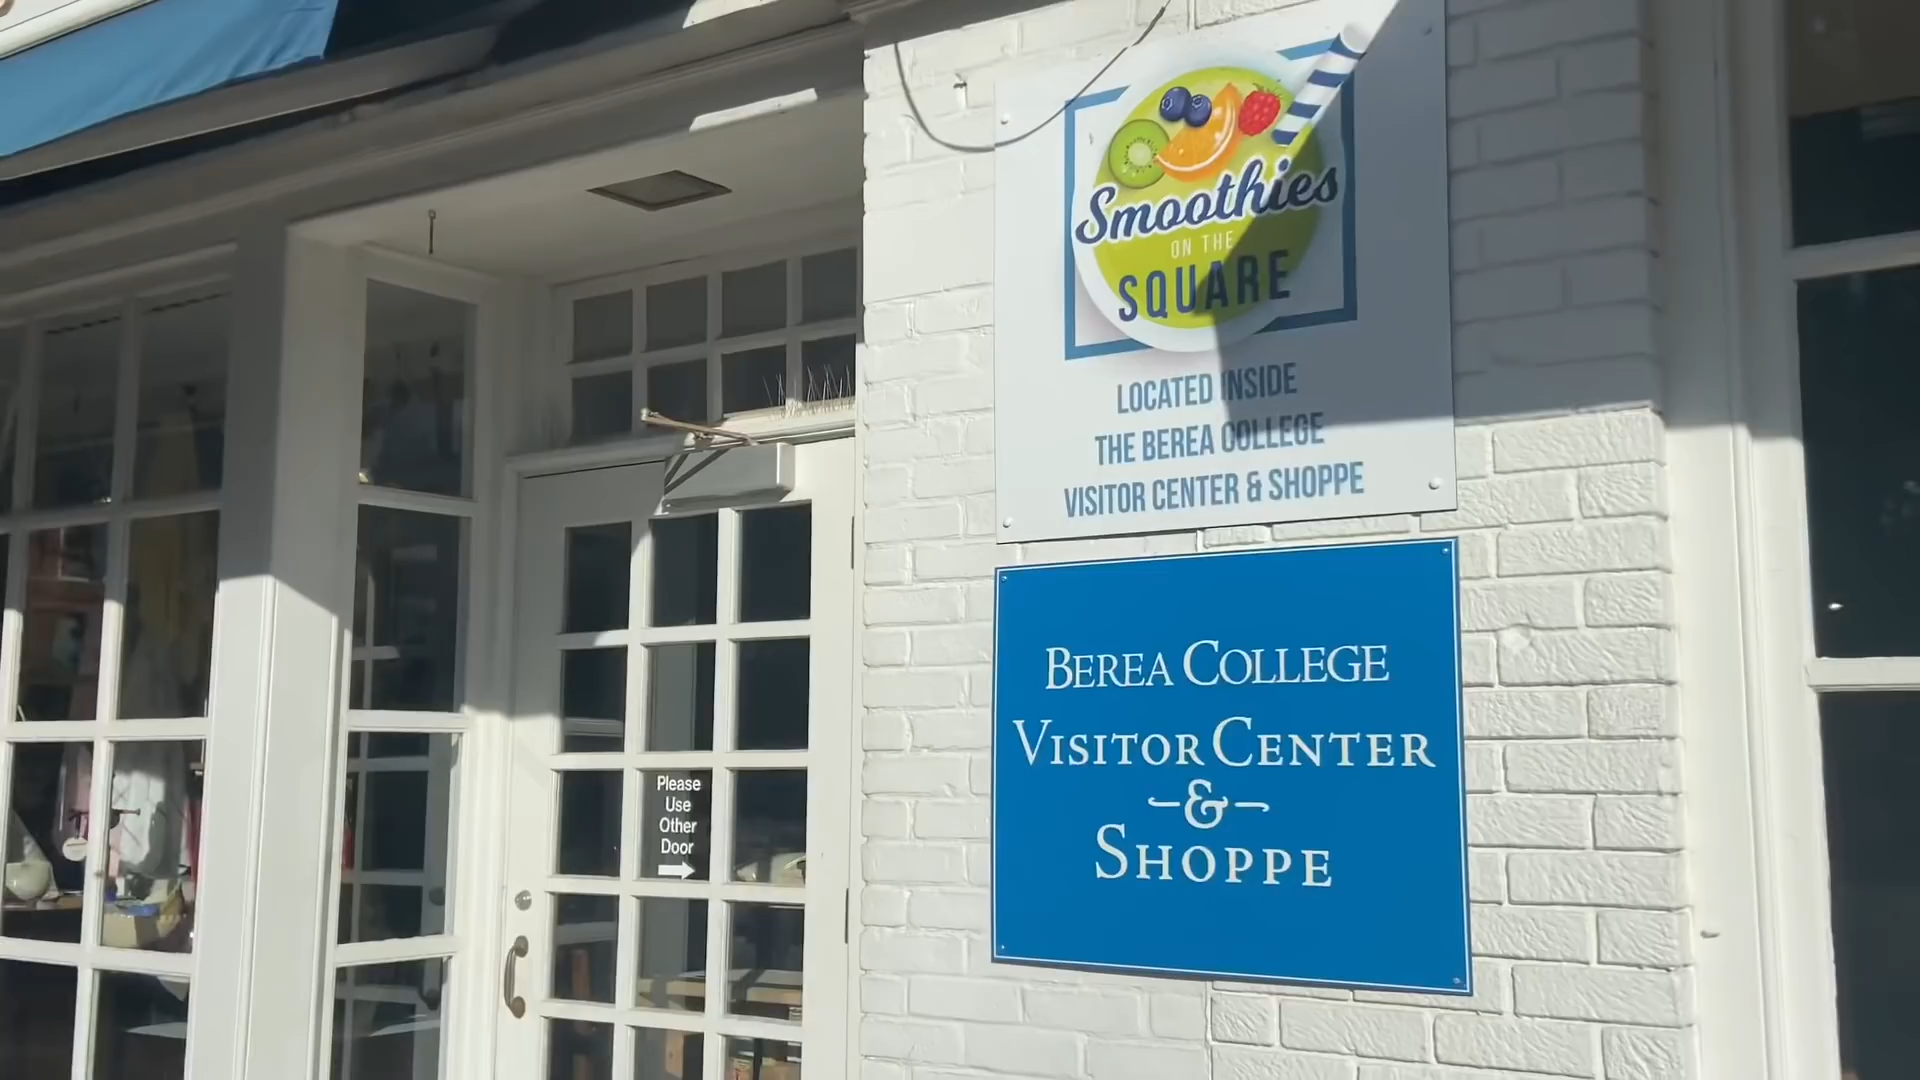 Smoothies
ON THE
SQUARE
LOCATED INSIDE
THE BEREA COLLEGE
VISITOR CENTER & SHOPPE
BEREA COLLEGE
VISITOR CENTER
&
SHOPPE
Please
Use
Other
Door